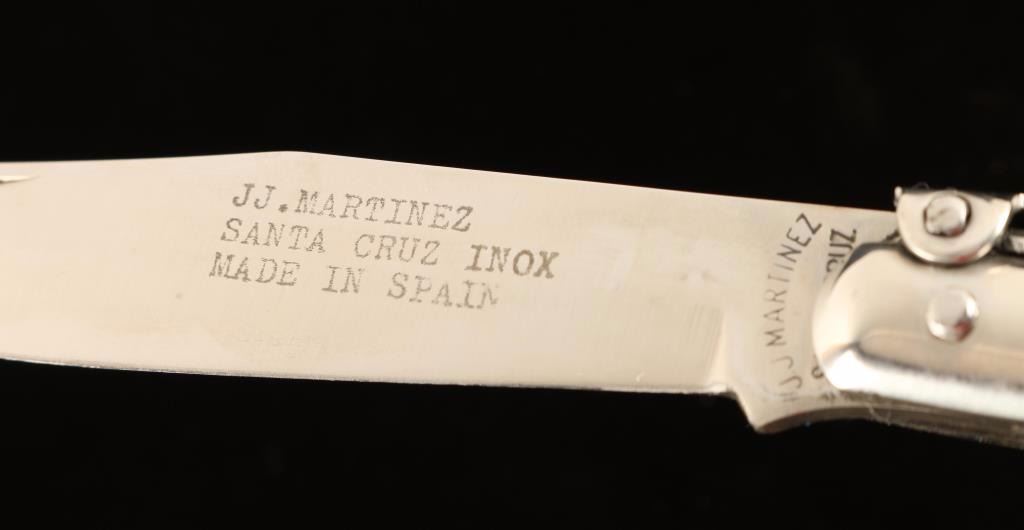 JJ.MARTINEZ
SANTA CRUZ INOX
MADE IN SPAIN
JJ MARTINEZ